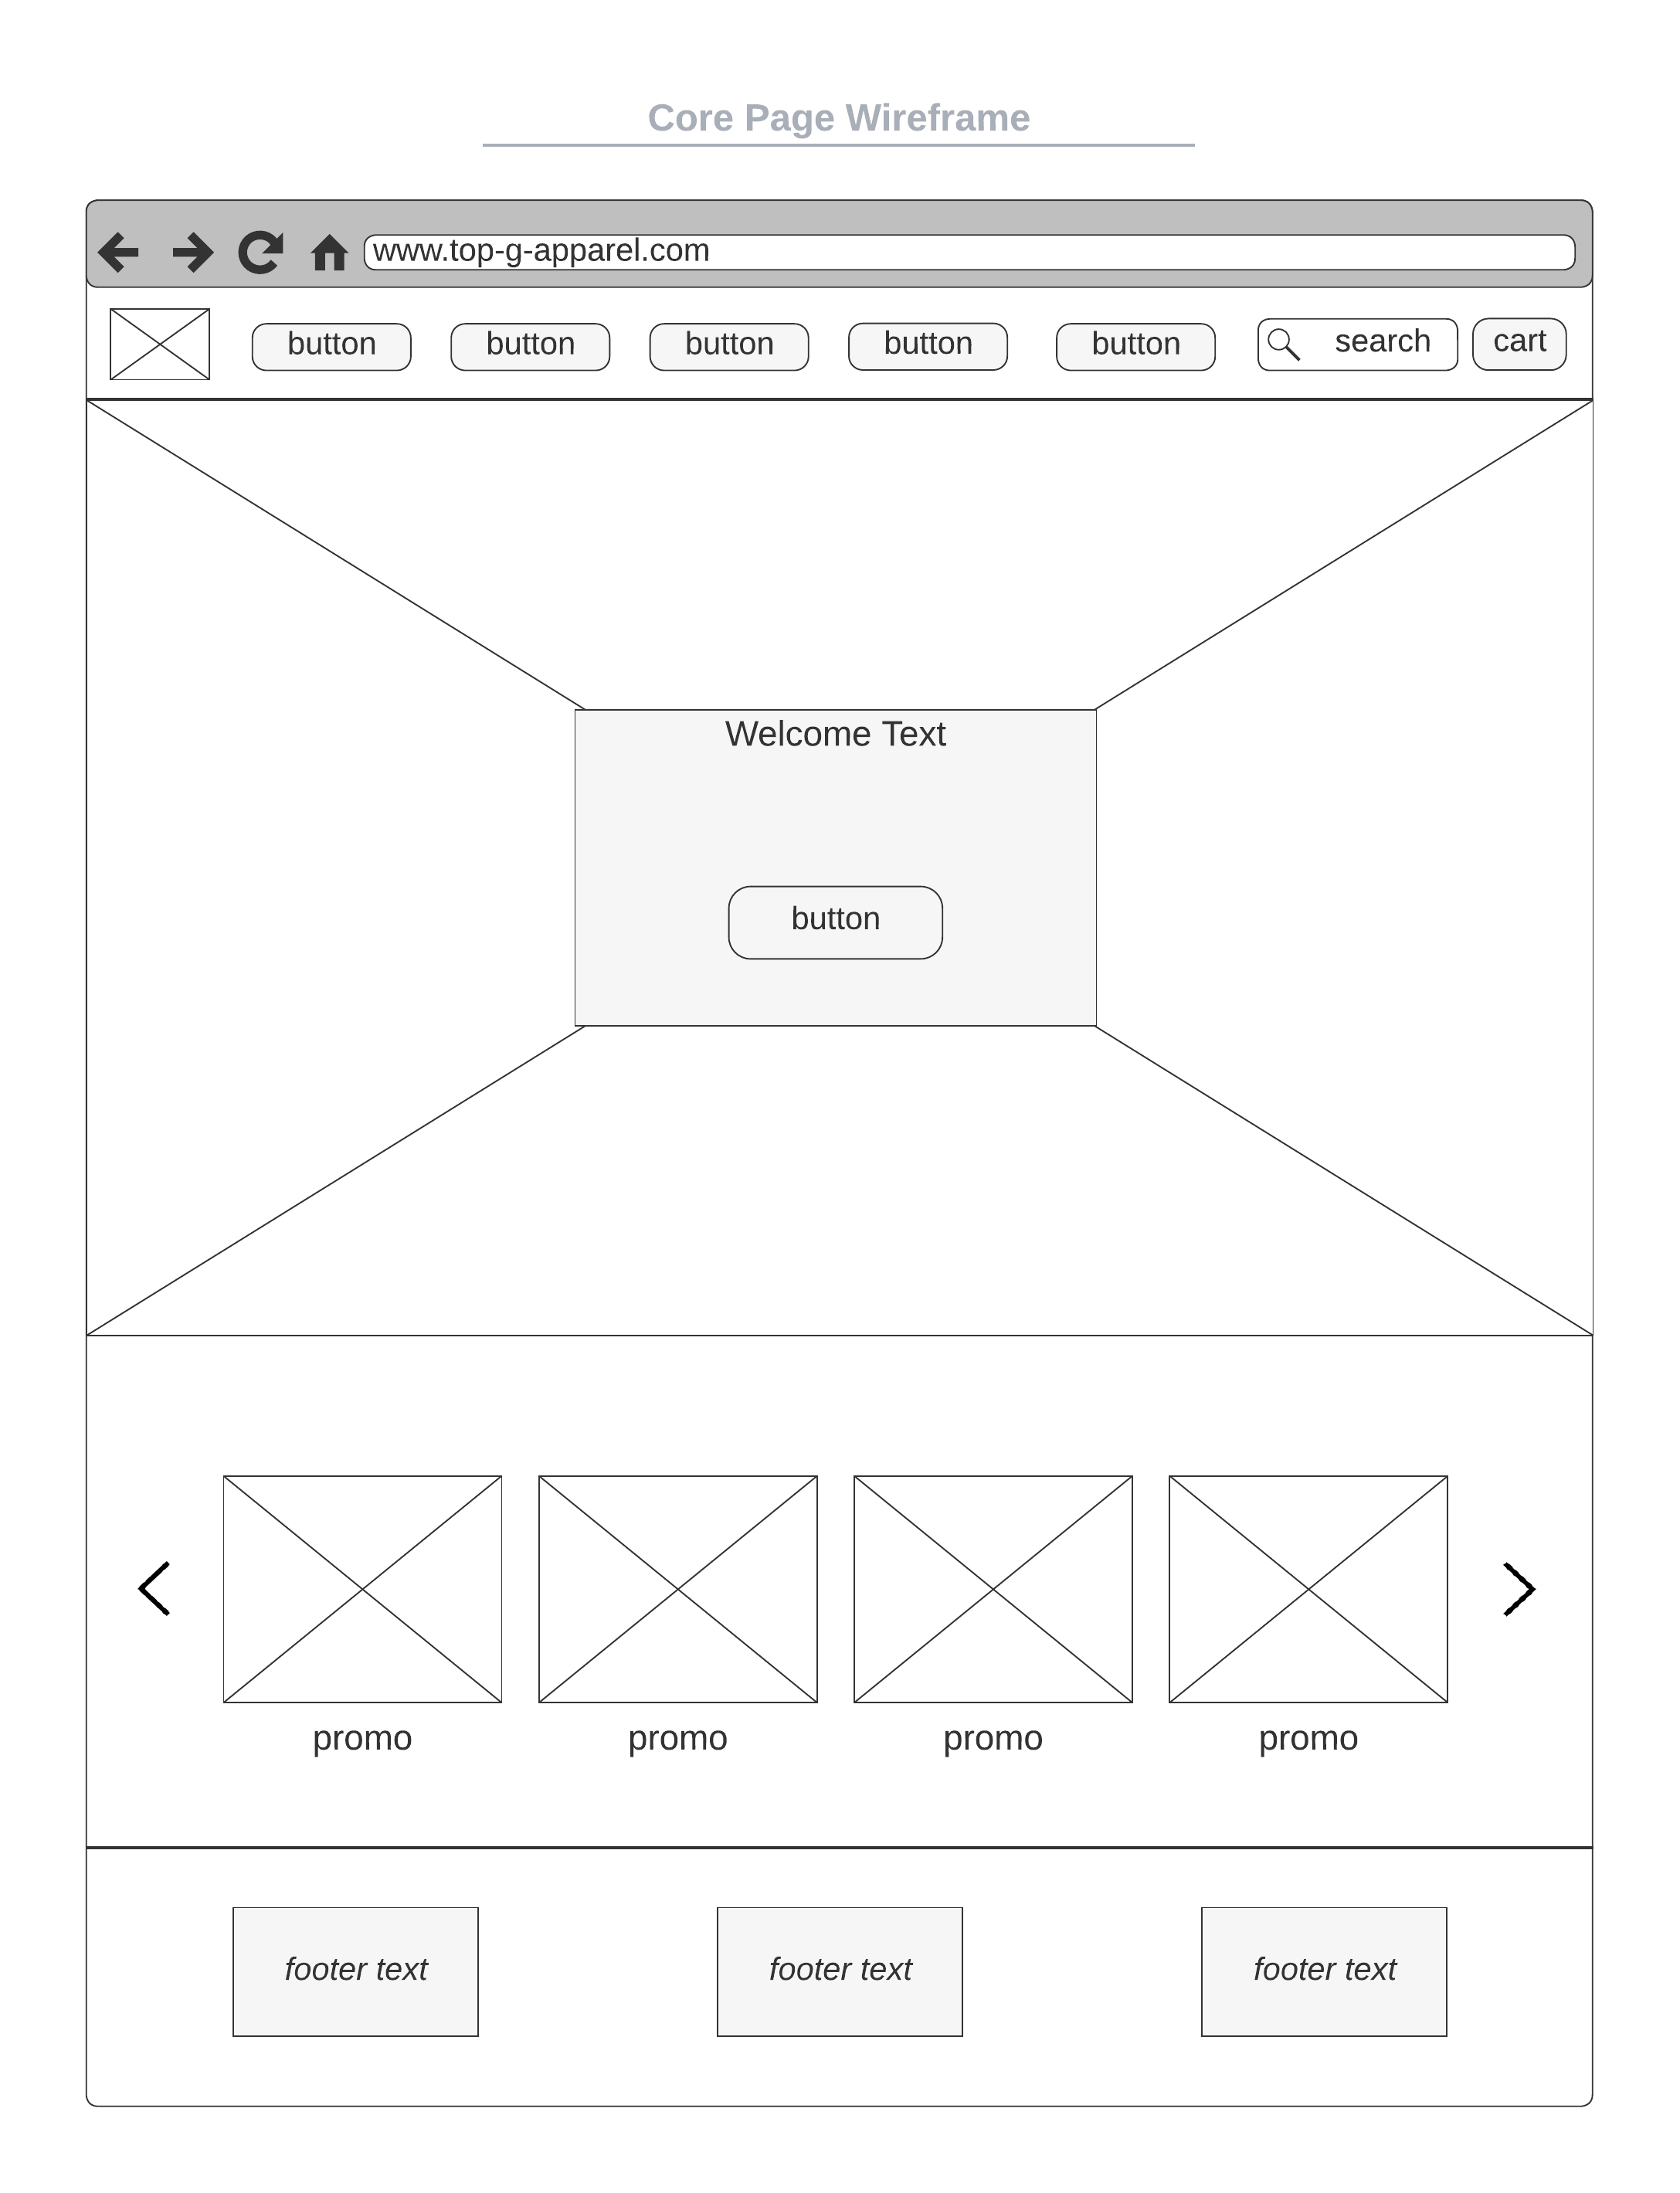 Core Page Wireframe
www.top-g-apparel.com
button button button button button search cart
Welcome Text
button
promo promo promo promo
footer text footer text footer text